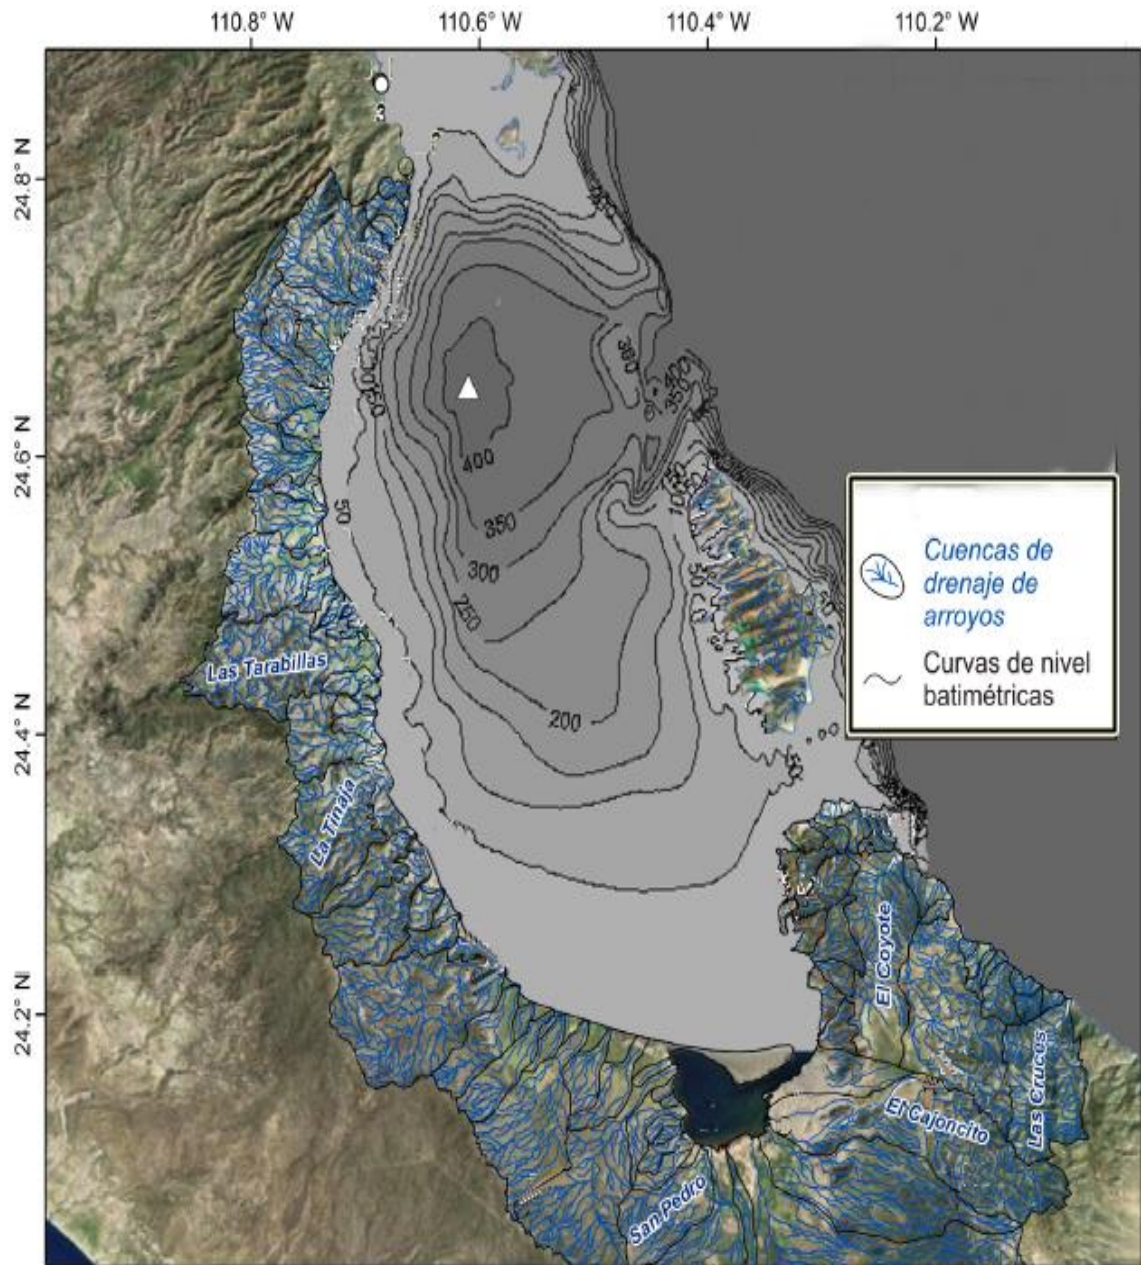 110.8° W
110.6° W
110.4° W
110.2° W
24.8° N
24.6° N
24.4° N
24.2° N
400
350
300
250
200
50
400
350
50
50
Cuencas de
drenaje de
arroyos
Curvas de nivel
batimétricas
Las Tarabillas
La Tinaja
El Coyote
Las Cruces
El Cajoncito
San Pedro